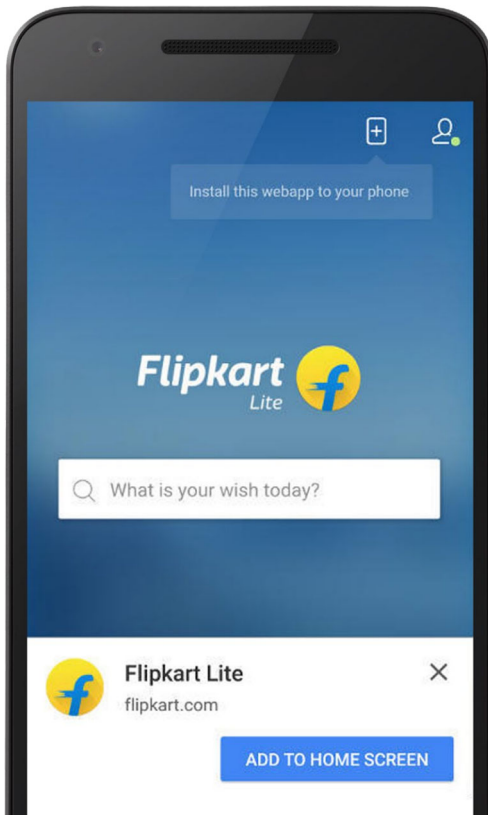 Install this webapp to your phone
Flipkart
Lite
What is your wish today?
Flipkart Lite
flipkart.com
ADD TO HOME SCREEN